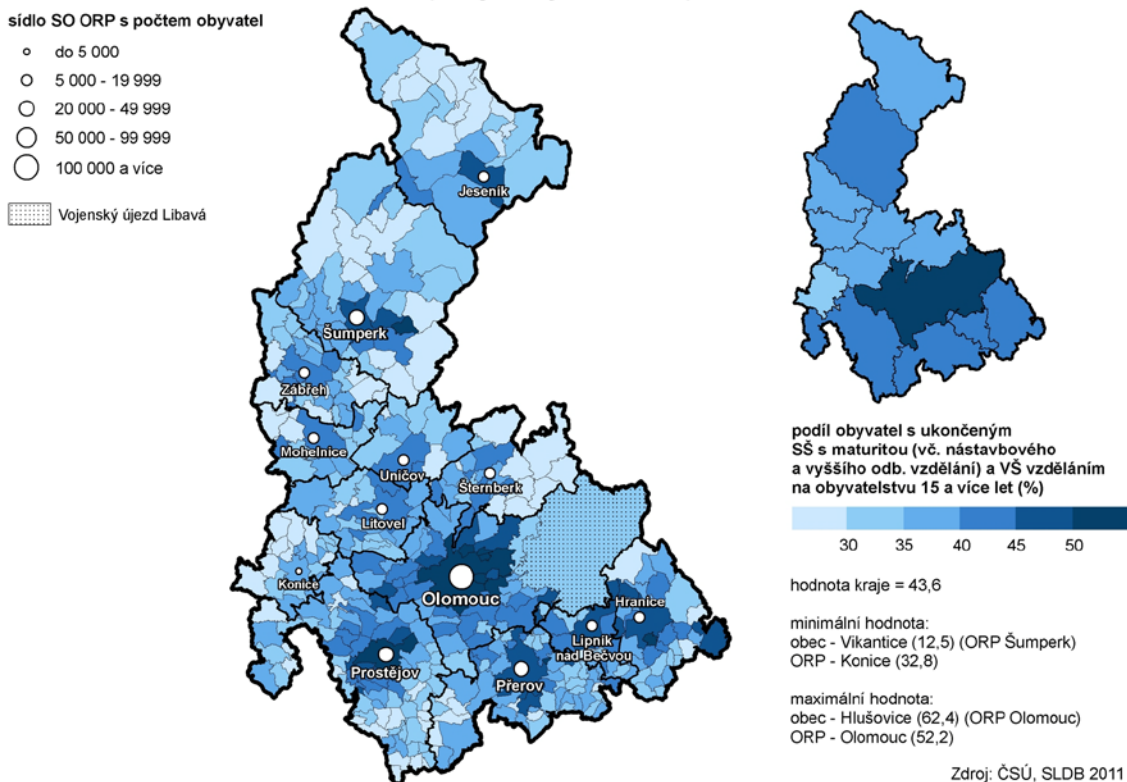 sídlo SO ORP s počtem obyvatel
do 5 000
5 000 - 19 999
20 000 - 49 999
50 000 - 99 999
100 000 a více
Vojenský újezd Libavá
Jeseník
Šumperk
Zábřeh
Mohelnice
Uničov
Šternberk
Litovel
Konice
Olomouc
Hranice
Lipník
nad Bečvou
Prostějov
Přerov
podíl obyvatel s ukončeným
SŠ s maturitou (vč. nástavbového
a vyššího odb. vzdělání) a VŠ vzděláním
na obyvatelstvu 15 a více let (%)
30 35 40 45 50
hodnota kraje = 43,6
minimální hodnota:
obec - Vikantice (12,5) (ORP Šumperk)
ORP - Konice (32,8)
maximální hodnota:
obec - Hlušovice (62,4) (ORP Olomouc)
ORP - Olomouc (52,2)
Zdroj: ČSÚ, SLDB 2011